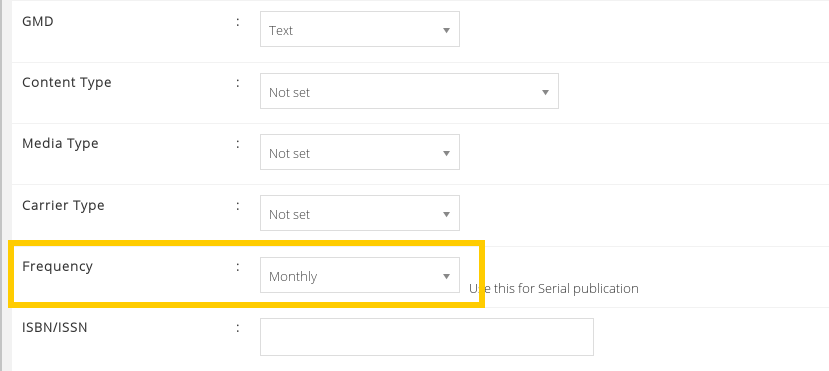 GMD : Text
Content Type : Not set
Media Type : Not set
Carrier Type : Not set
Frequency : Monthly
Use this for Serial publication
ISBN/ISSN :